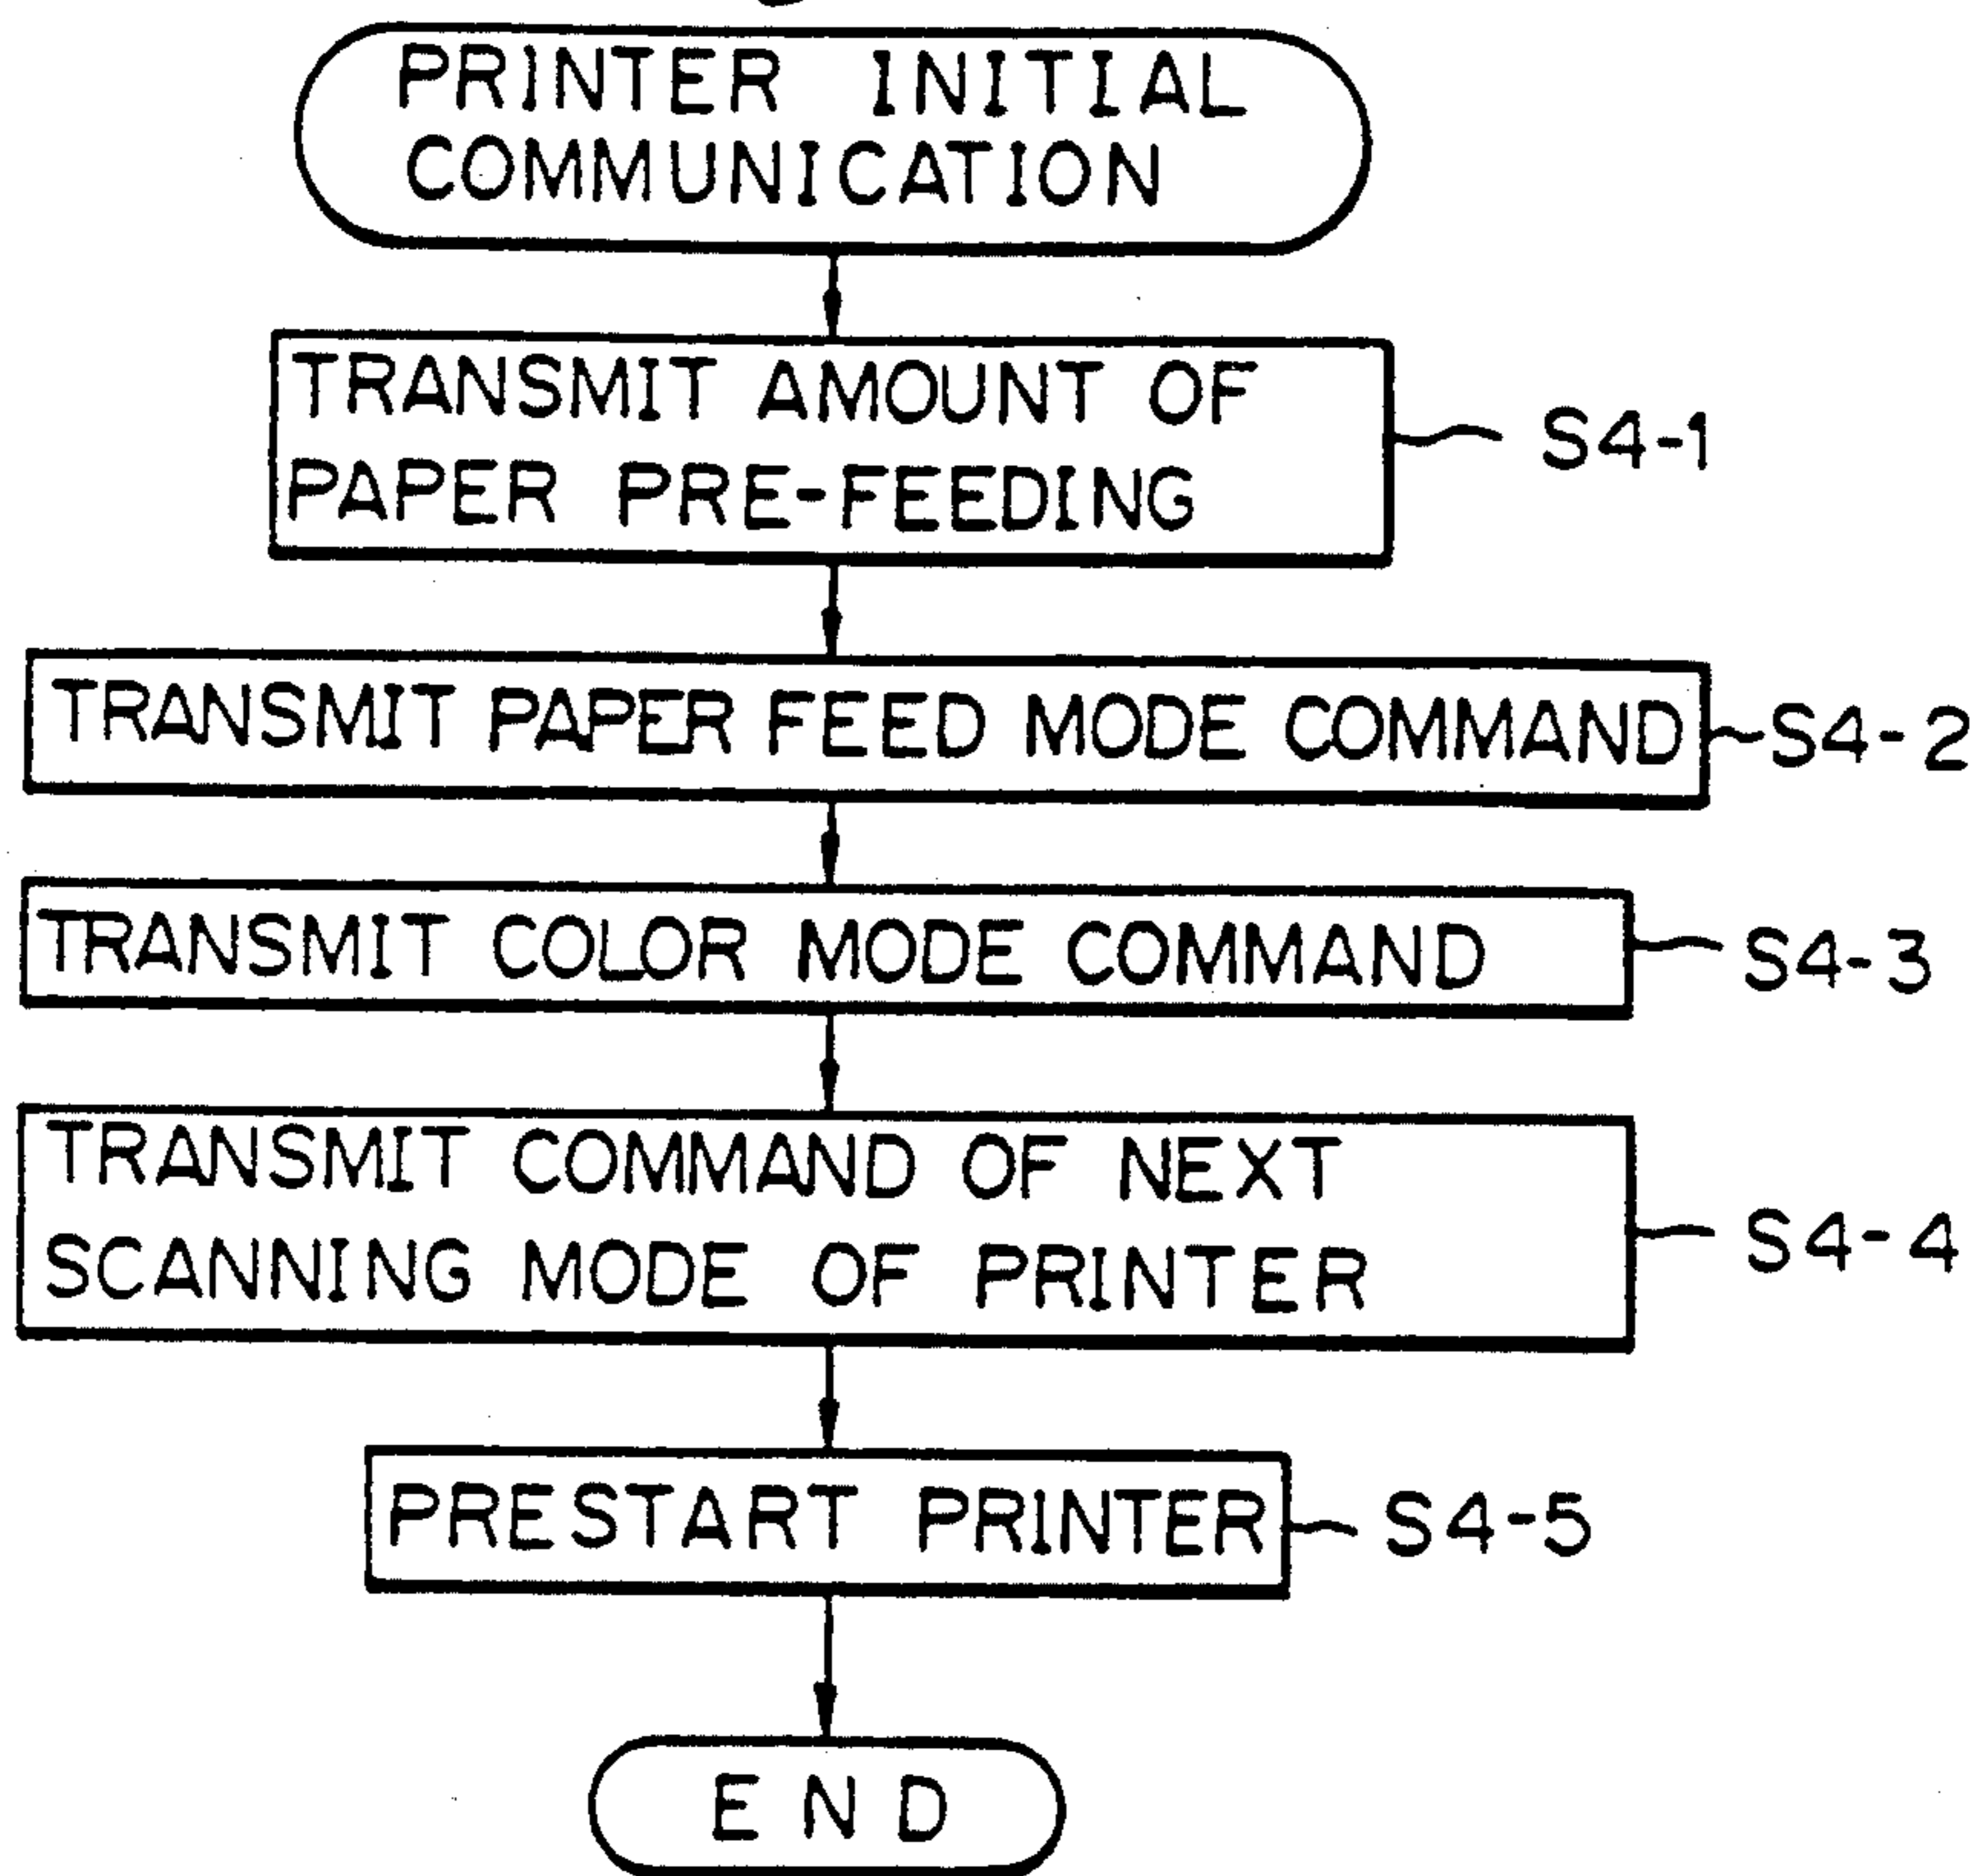 PRINTER INITIAL
COMMUNICATION
TRANSMIT AMOUNT OF
PAPER PRE-FEEDING
S4-1
TRANSMIT PAPER FEED MODE COMMAND
S4-2
TRANSMIT COLOR MODE COMMAND
S4-3
TRANSMIT COMMAND OF NEXT
SCANNING MODE OF PRINTER
S4-4
PRESTART PRINTER
S4-5
END